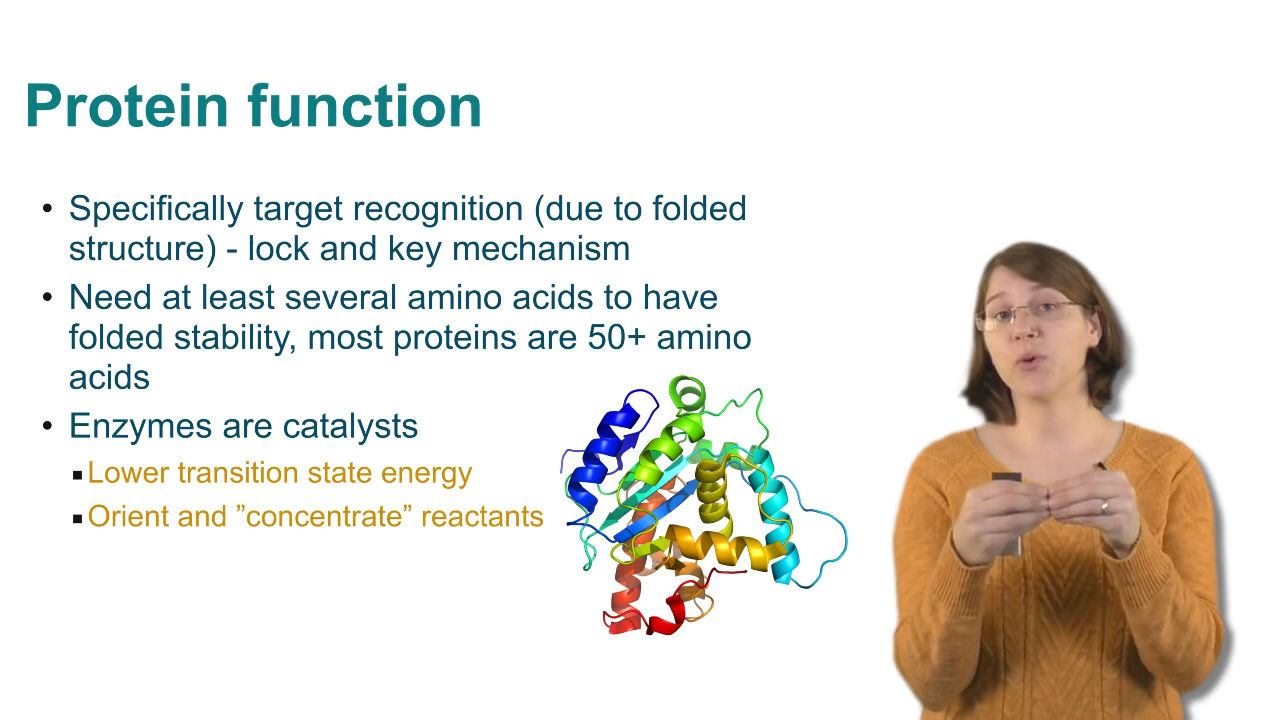 Protein function
• Specifically target recognition (due to folded
structure) - lock and key mechanism
• Need at least several amino acids to have
folded stability, most proteins are 50+ amino
acids
• Enzymes are catalysts
▪Lower transition state energy
▪Orient and ”concentrate” reactants